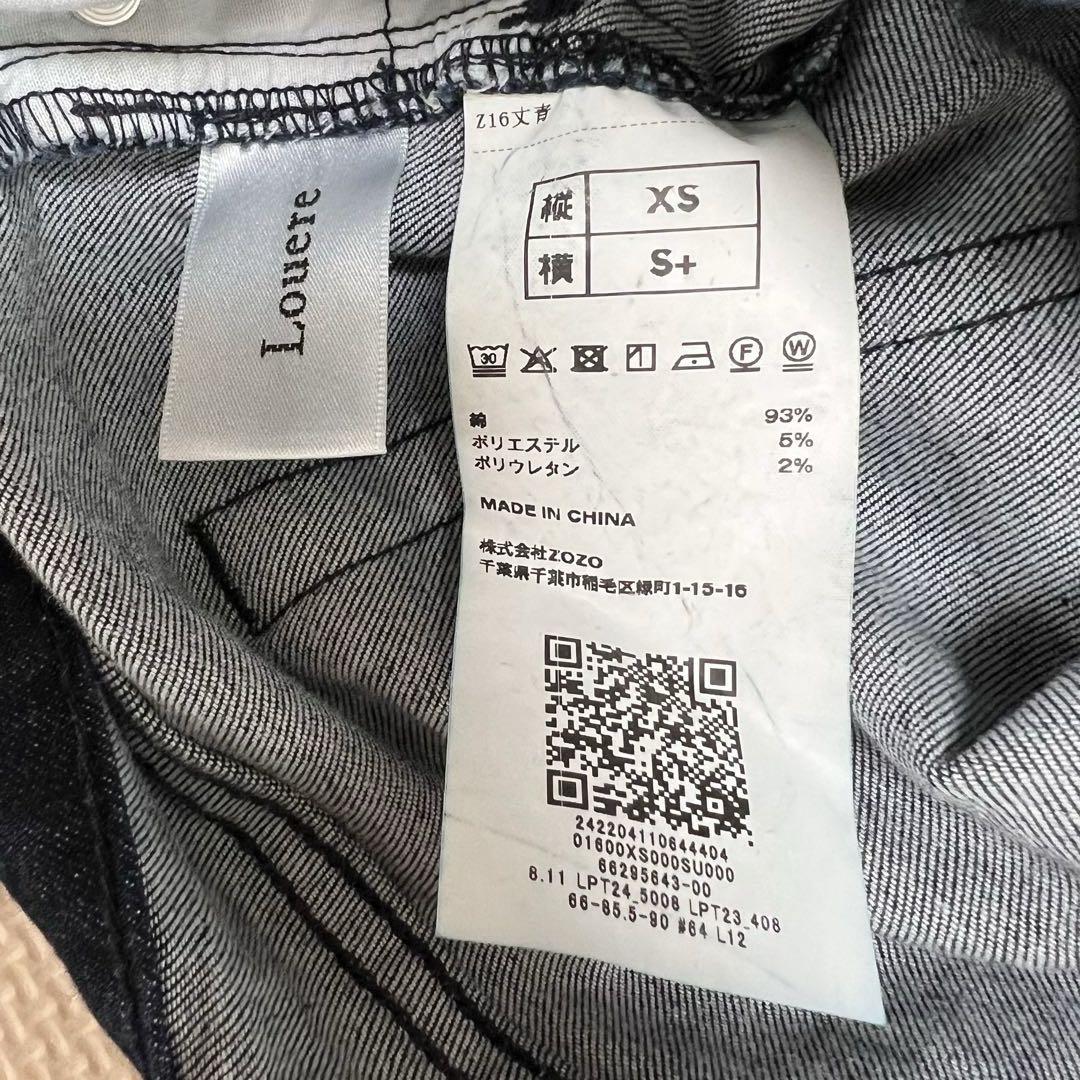 Louere
Z16丈青
縦 XS
横 S+
30 1 F W
綿 93%
ポリエステル 5%
ポリウレタン 2%
MADE IN CHINA
株式会社ZOZO
千葉県千葉市稲毛区緑町1-15-16
242204110644404
01600XS000SU000
66295643-00
8.11 LPT24_5008 LPT23_408
66-85.5-90 #64 L12